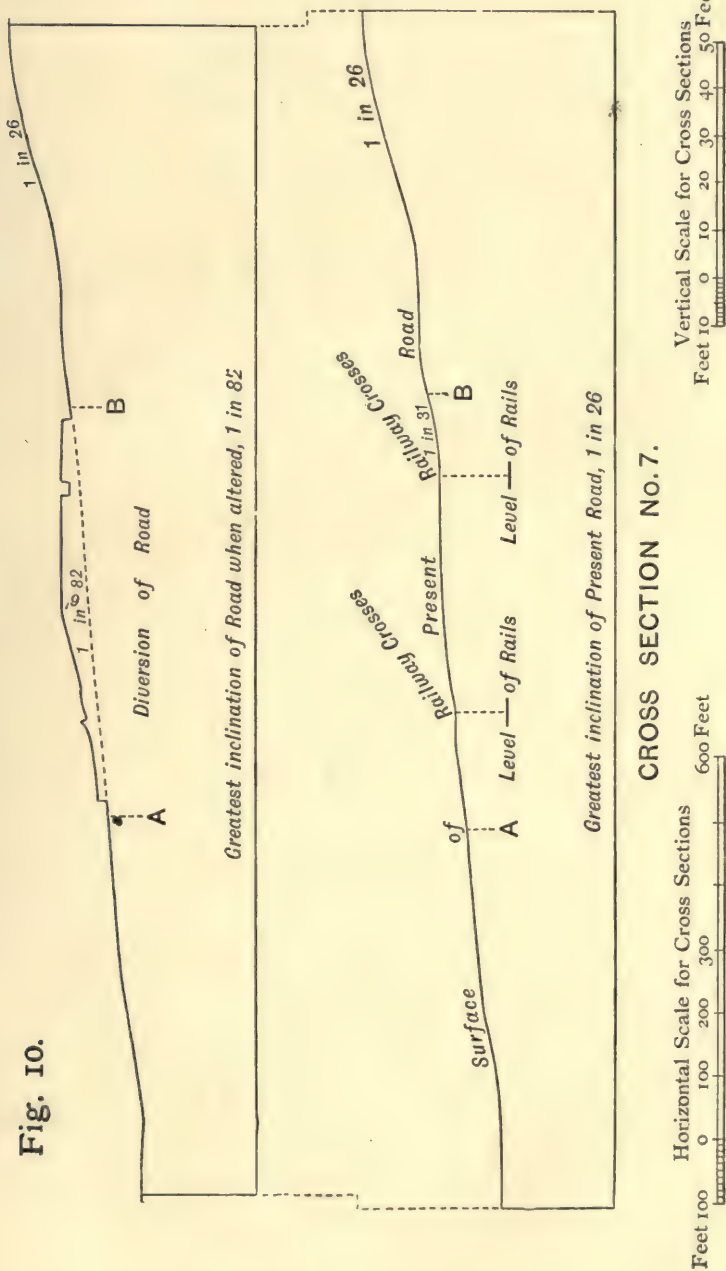 Fig. 10.
1 in 26
B
1 in 82
Diversion of Road
A
Greatest inclination of Road when altered, 1 in 82
1 in 26
Road
Railway Crosses
1 in 31
B
Level — of Rails
Present
Railway Crosses
Level — of Rails
of
A
Surface
Greatest inclination of Present Road, 1 in 26
CROSS SECTION No. 7.
Horizontal Scale for Cross Sections
Feet 100 0 100 200 300 600 Feet
Vertical Scale for Cross Sections
Feet 10 0 10 20 30 40 50 Fee